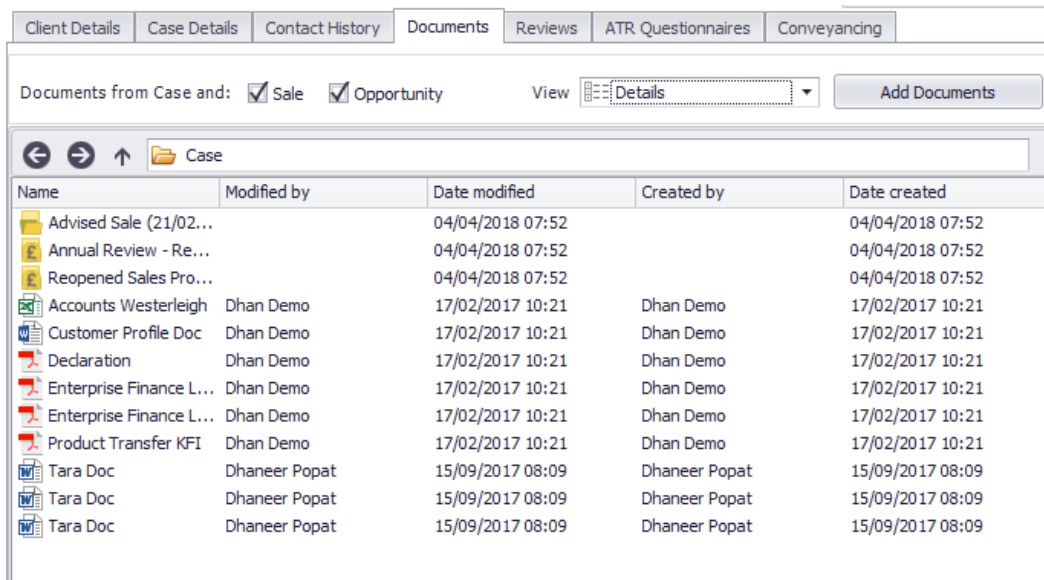 Client Details Case Details Contact History Documents Reviews ATR Questionnaires Conveyancing
Documents from Case and: Sale Opportunity View Details Add Documents
Case
Name Modified by Date modified Created by Date created
Advised Sale (21/02... 04/04/2018 07:52 04/04/2018 07:52
£ Annual Review - Re... 04/04/2018 07:52 04/04/2018 07:52
£ Reopened Sales Pro... 04/04/2018 07:52 04/04/2018 07:52
Accounts Westerleigh Dhan Demo 17/02/2017 10:21 Dhan Demo 17/02/2017 10:21
Customer Profile Doc Dhan Demo 17/02/2017 10:21 Dhan Demo 17/02/2017 10:21
Declaration Dhan Demo 17/02/2017 10:21 Dhan Demo 17/02/2017 10:21
Enterprise Finance L... Dhan Demo 17/02/2017 10:21 Dhan Demo 17/02/2017 10:21
Enterprise Finance L... Dhan Demo 17/02/2017 10:21 Dhan Demo 17/02/2017 10:21
Product Transfer KFI Dhan Demo 17/02/2017 10:21 Dhan Demo 17/02/2017 10:21
Tara Doc Dhaneer Popat 15/09/2017 08:09 Dhaneer Popat 15/09/2017 08:09
Tara Doc Dhaneer Popat 15/09/2017 08:09 Dhaneer Popat 15/09/2017 08:09
Tara Doc Dhaneer Popat 15/09/2017 08:09 Dhaneer Popat 15/09/2017 08:09